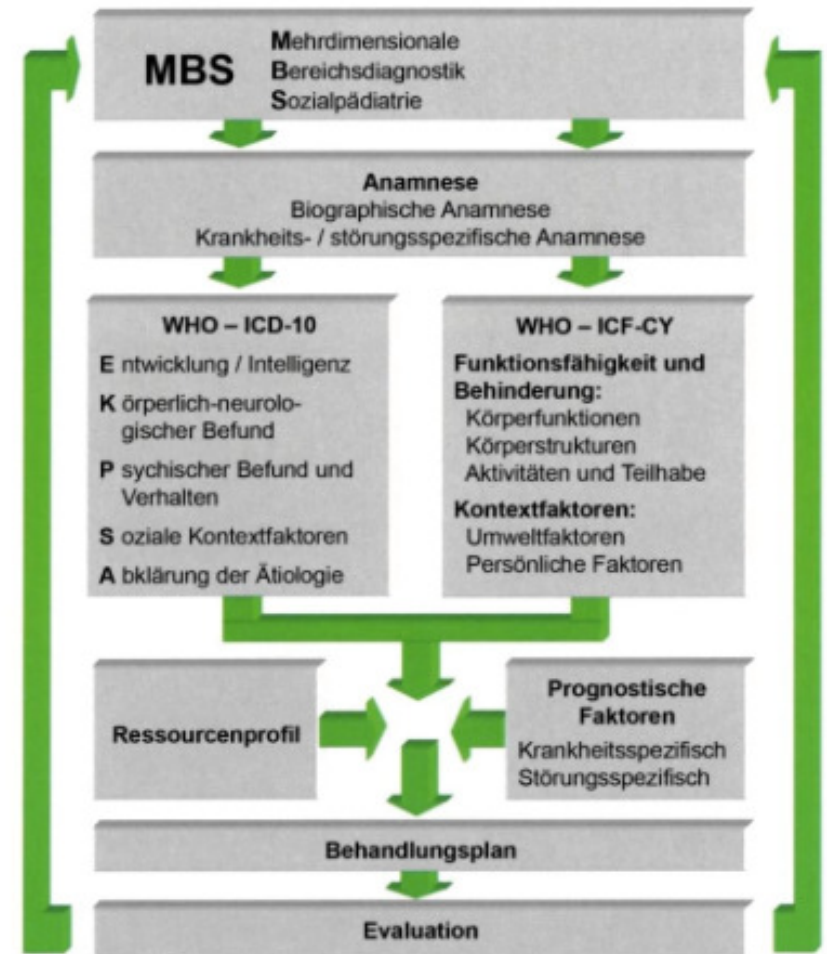 MBS
Mehrdimensionale
Bereichsdiagnostik
Sozialpädiatrie
Anamnese
Biographische Anamnese
Krankheits- / störungsspezifische Anamnese
WHO – ICD-10
E ntwicklung / Intelligenz
K örperlich-neurolo-
gischer Befund
P sychischer Befund und
Verhalten
S oziale Kontextfaktoren
A bklärung der Ätiologie
WHO – ICF-CY
Funktionsfähigkeit und
Behinderung:
Körperfunktionen
Körperstrukturen
Aktivitäten und Teilhabe
Kontextfaktoren:
Umweltfaktoren
Persönliche Faktoren
Ressourcenprofil
Prognostische
Faktoren
Krankheitsspezifisch
Störungsspezifisch
Behandlungsplan
Evaluation